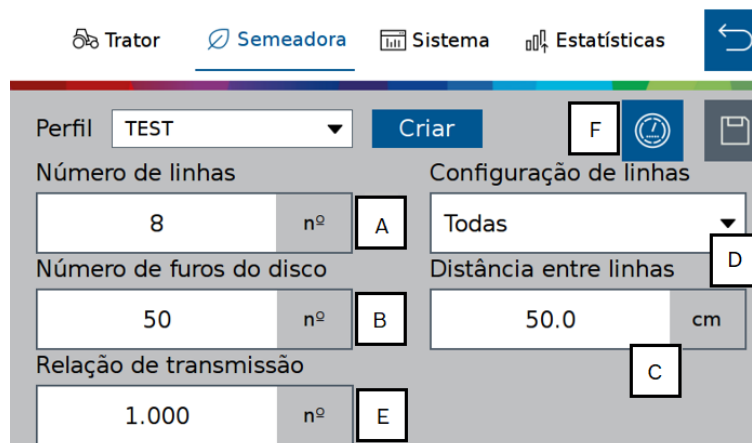 Trator Semeadora Sistema Estatísticas
Perfil TEST Criar F
Número de linhas Configuração de linhas
8 nº A Todas
D
Número de furos do disco Distância entre linhas
50 nº B 50.0 cm
C
Relação de transmissão
1.000 nº E